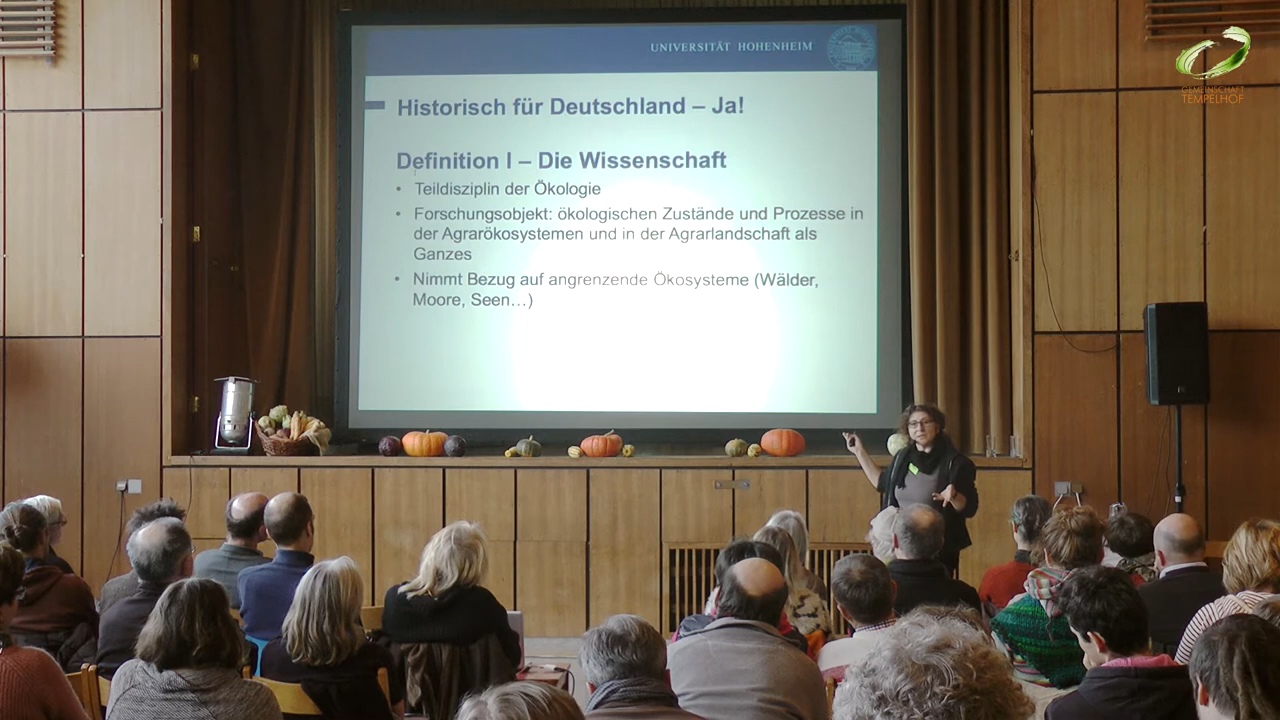 UNIVERSITÄT HOHENHEIM
GEMEINSCHAFT
TEMPELHOF
Historisch für Deutschland – Ja!
Definition I – Die Wissenschaft
• Teildisziplin der Ökologie
• Forschungsobjekt: ökologischen Zustände und Prozesse in
der Agrarökosystemen und in der Agrarlandschaft als
Ganzes
• Nimmt Bezug auf angrenzende Ökosysteme (Wälder,
Moore, Seen…)